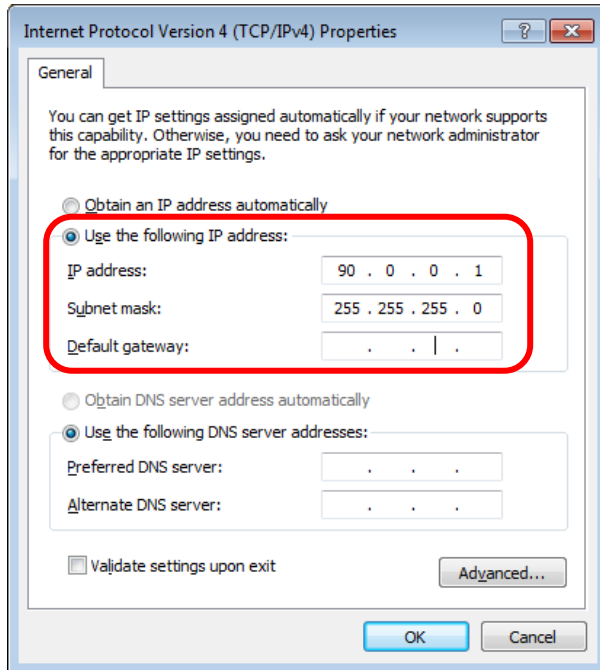 Internet Protocol Version 4 (TCP/IPv4) Properties
General
You can get IP settings assigned automatically if your network supports
this capability. Otherwise, you need to ask your network administrator
for the appropriate IP settings.
Obtain an IP address automatically
Use the following IP address:
IP address: 90 . 0 . 0 . 1
Subnet mask: 255 . 255 . 255 . 0
Default gateway: . . .
Obtain DNS server address automatically
Use the following DNS server addresses:
Preferred DNS server: . . .
Alternate DNS server: . . .
Validate settings upon exit
Advanced...
OK Cancel